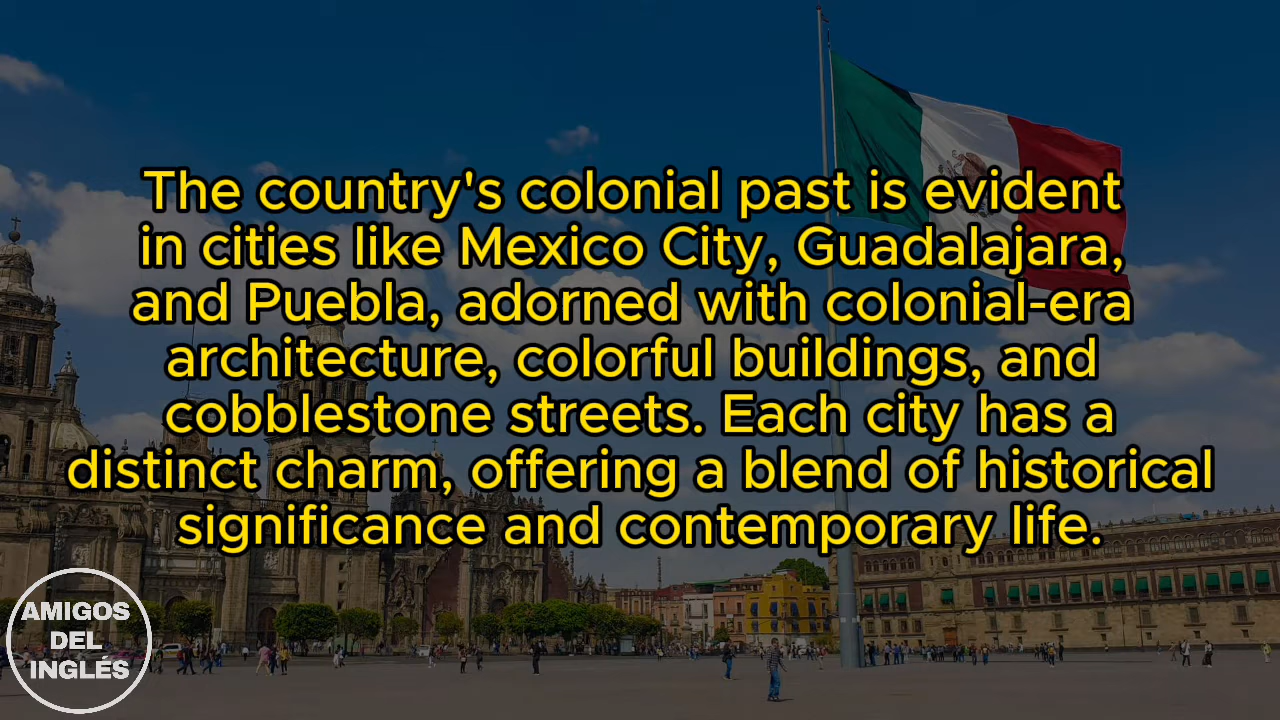 The country's colonial past is evident
in cities like Mexico City, Guadalajara,
and Puebla, adorned with colonial-era
architecture, colorful buildings, and
cobblestone streets. Each city has a
distinct charm, offering a blend of historical
significance and contemporary life.
AMIGOS
DEL
INGLÉS